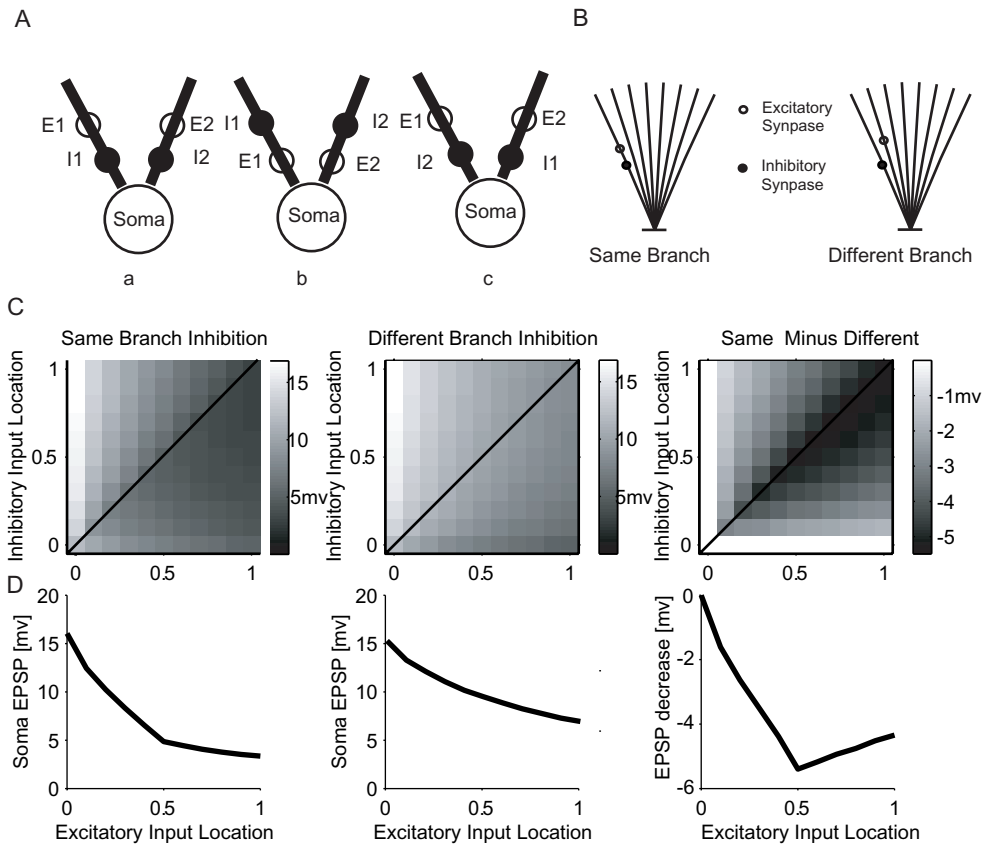 A
B
E1
E2
I1
I2
Soma
a
I1
I2
E1
E2
Soma
b
E1
E2
I2
I1
Soma
c
Excitatory
Synpase
Inhibitory
Synpase
Same Branch
Different Branch
C
Same Branch Inhibition
Inhibitory Input Location
1
0.5
0
0
0.5
1
15
10
5mv
Different Branch Inhibition
Inhibitory Input Location
1
0.5
0
0
0.5
1
15
10
5mv
Same Minus Different
Inhibitory Input Location
1
0.5
0
0
0.5
1
-1mv
-2
-3
-4
-5
D
Soma EPSP [mv]
20
15
10
5
0
0
0.5
1
Excitatory Input Location
Soma EPSP [mv]
20
15
10
5
0
0
0.5
1
Excitatory Input Location
EPSP decrease [mv]
0
-2
-4
-6
0
0.5
1
Excitatory Input Location